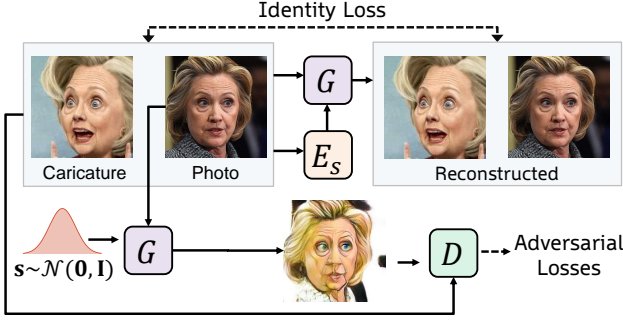 Identity Loss
G
E_s
Caricature
Photo
Reconstructed
s~𝒩(0, I)
G
D
Adversarial
Losses